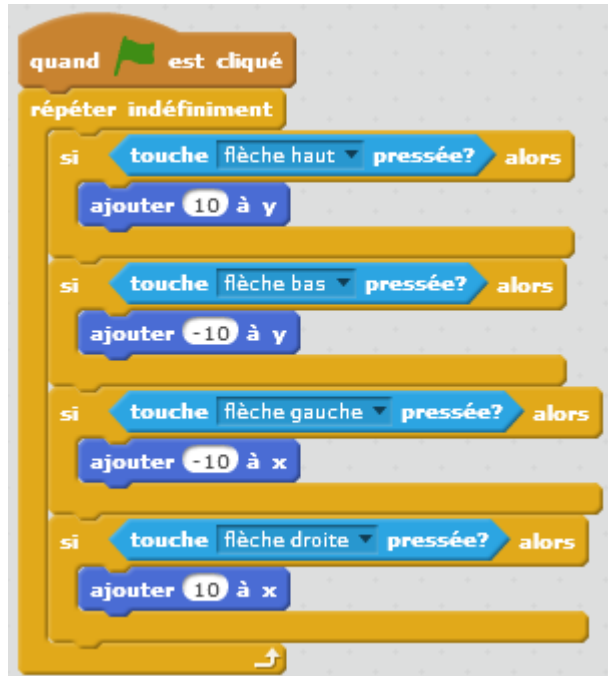 quand est cliqué
répéter indéfiniment
si touche flèche haut pressée? alors
ajouter 10 à y
si touche flèche bas pressée? alors
ajouter -10 à y
si touche flèche gauche pressée? alors
ajouter -10 à x
si touche flèche droite pressée? alors
ajouter 10 à x